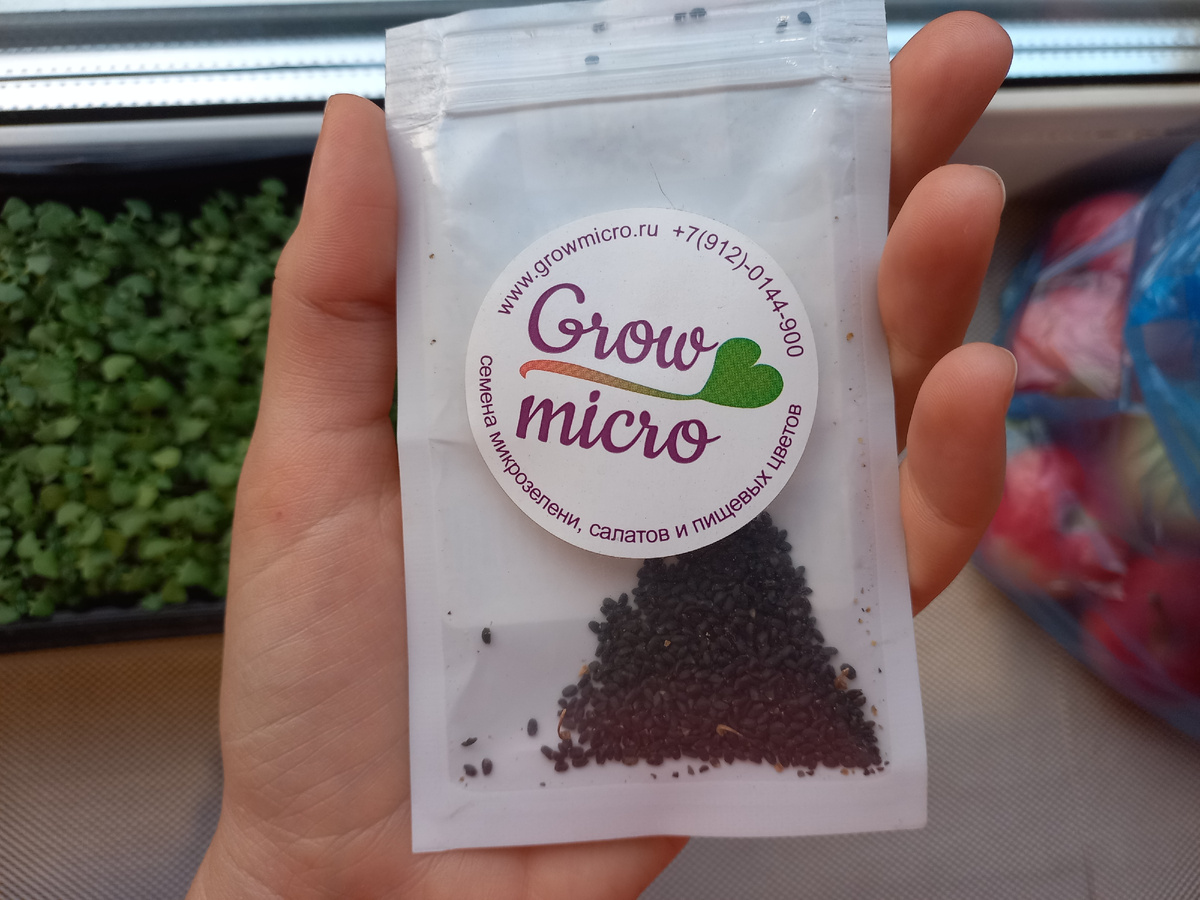 www.growmicro.ru +7(912)-0144-900
Grow
micro
семена микрозелени, салатов и пищевых цветов